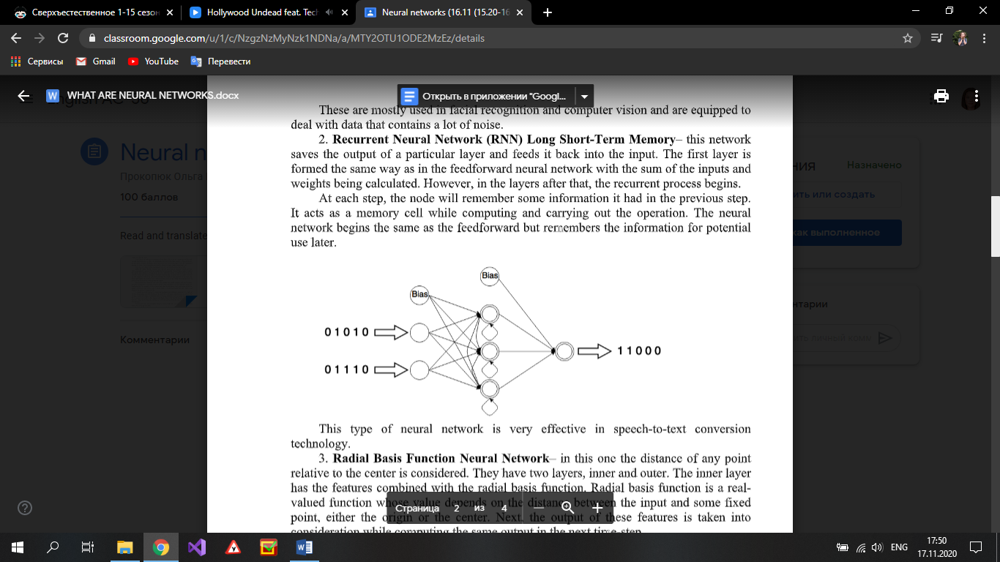 Сверхъестественное 1-15 сезон
Hollywood Undead feat. Tech
Neural networks (16.11 (15.20-16
classroom.google.com/u/1/c/NzgzNzMyNzk1NDNa/a/MTY2OTU1ODE2MzEz/details
Сервисы
Gmail
YouTube
Перевести
WHAT ARE NEURAL NETWORKS.docx
Открыть в приложении "Googl...
These are mostly used in facial recognition and computer vision and are equipped to
deal with data that contains a lot of noise.
2. Recurrent Neural Network (RNN) Long Short-Term Memory– this network
saves the output of a particular layer and feeds it back into the input. The first layer is
formed the same way as in the feedforward neural network with the sum of the inputs and
weights being calculated. However, in the layers after that, the recurrent process begins.
At each step, the node will remember some information it had in the previous step.
It acts as a memory cell while computing and carrying out the operation. The neural
network begins the same as the feedforward but remembers the information for potential
use later.
Bias
Bias
0 1 0 1 0
0 1 1 1 0
1 1 0 0 0
This type of neural network is very effective in speech-to-text conversion
technology.
3. Radial Basis Function Neural Network– in this one the distance of any point
relative to the center is considered. They have two layers, inner and outer. The inner layer
has the features combined with the radial basis function. Radial basis function is a real-
valued function whose value depends on the distance between the input and some fixed
point, either the origin or the center. Next, the output of these features is taken into
consideration while computing the same output in the next time-step.
Страница 2 из 4
Neural n
Прокопюк Ольга
100 баллов
Read and translate
Комментарии
ния
Назначено
ить или создать
как выполненное
нтарии
ть личный комм
ENG
17:50
17.11.2020